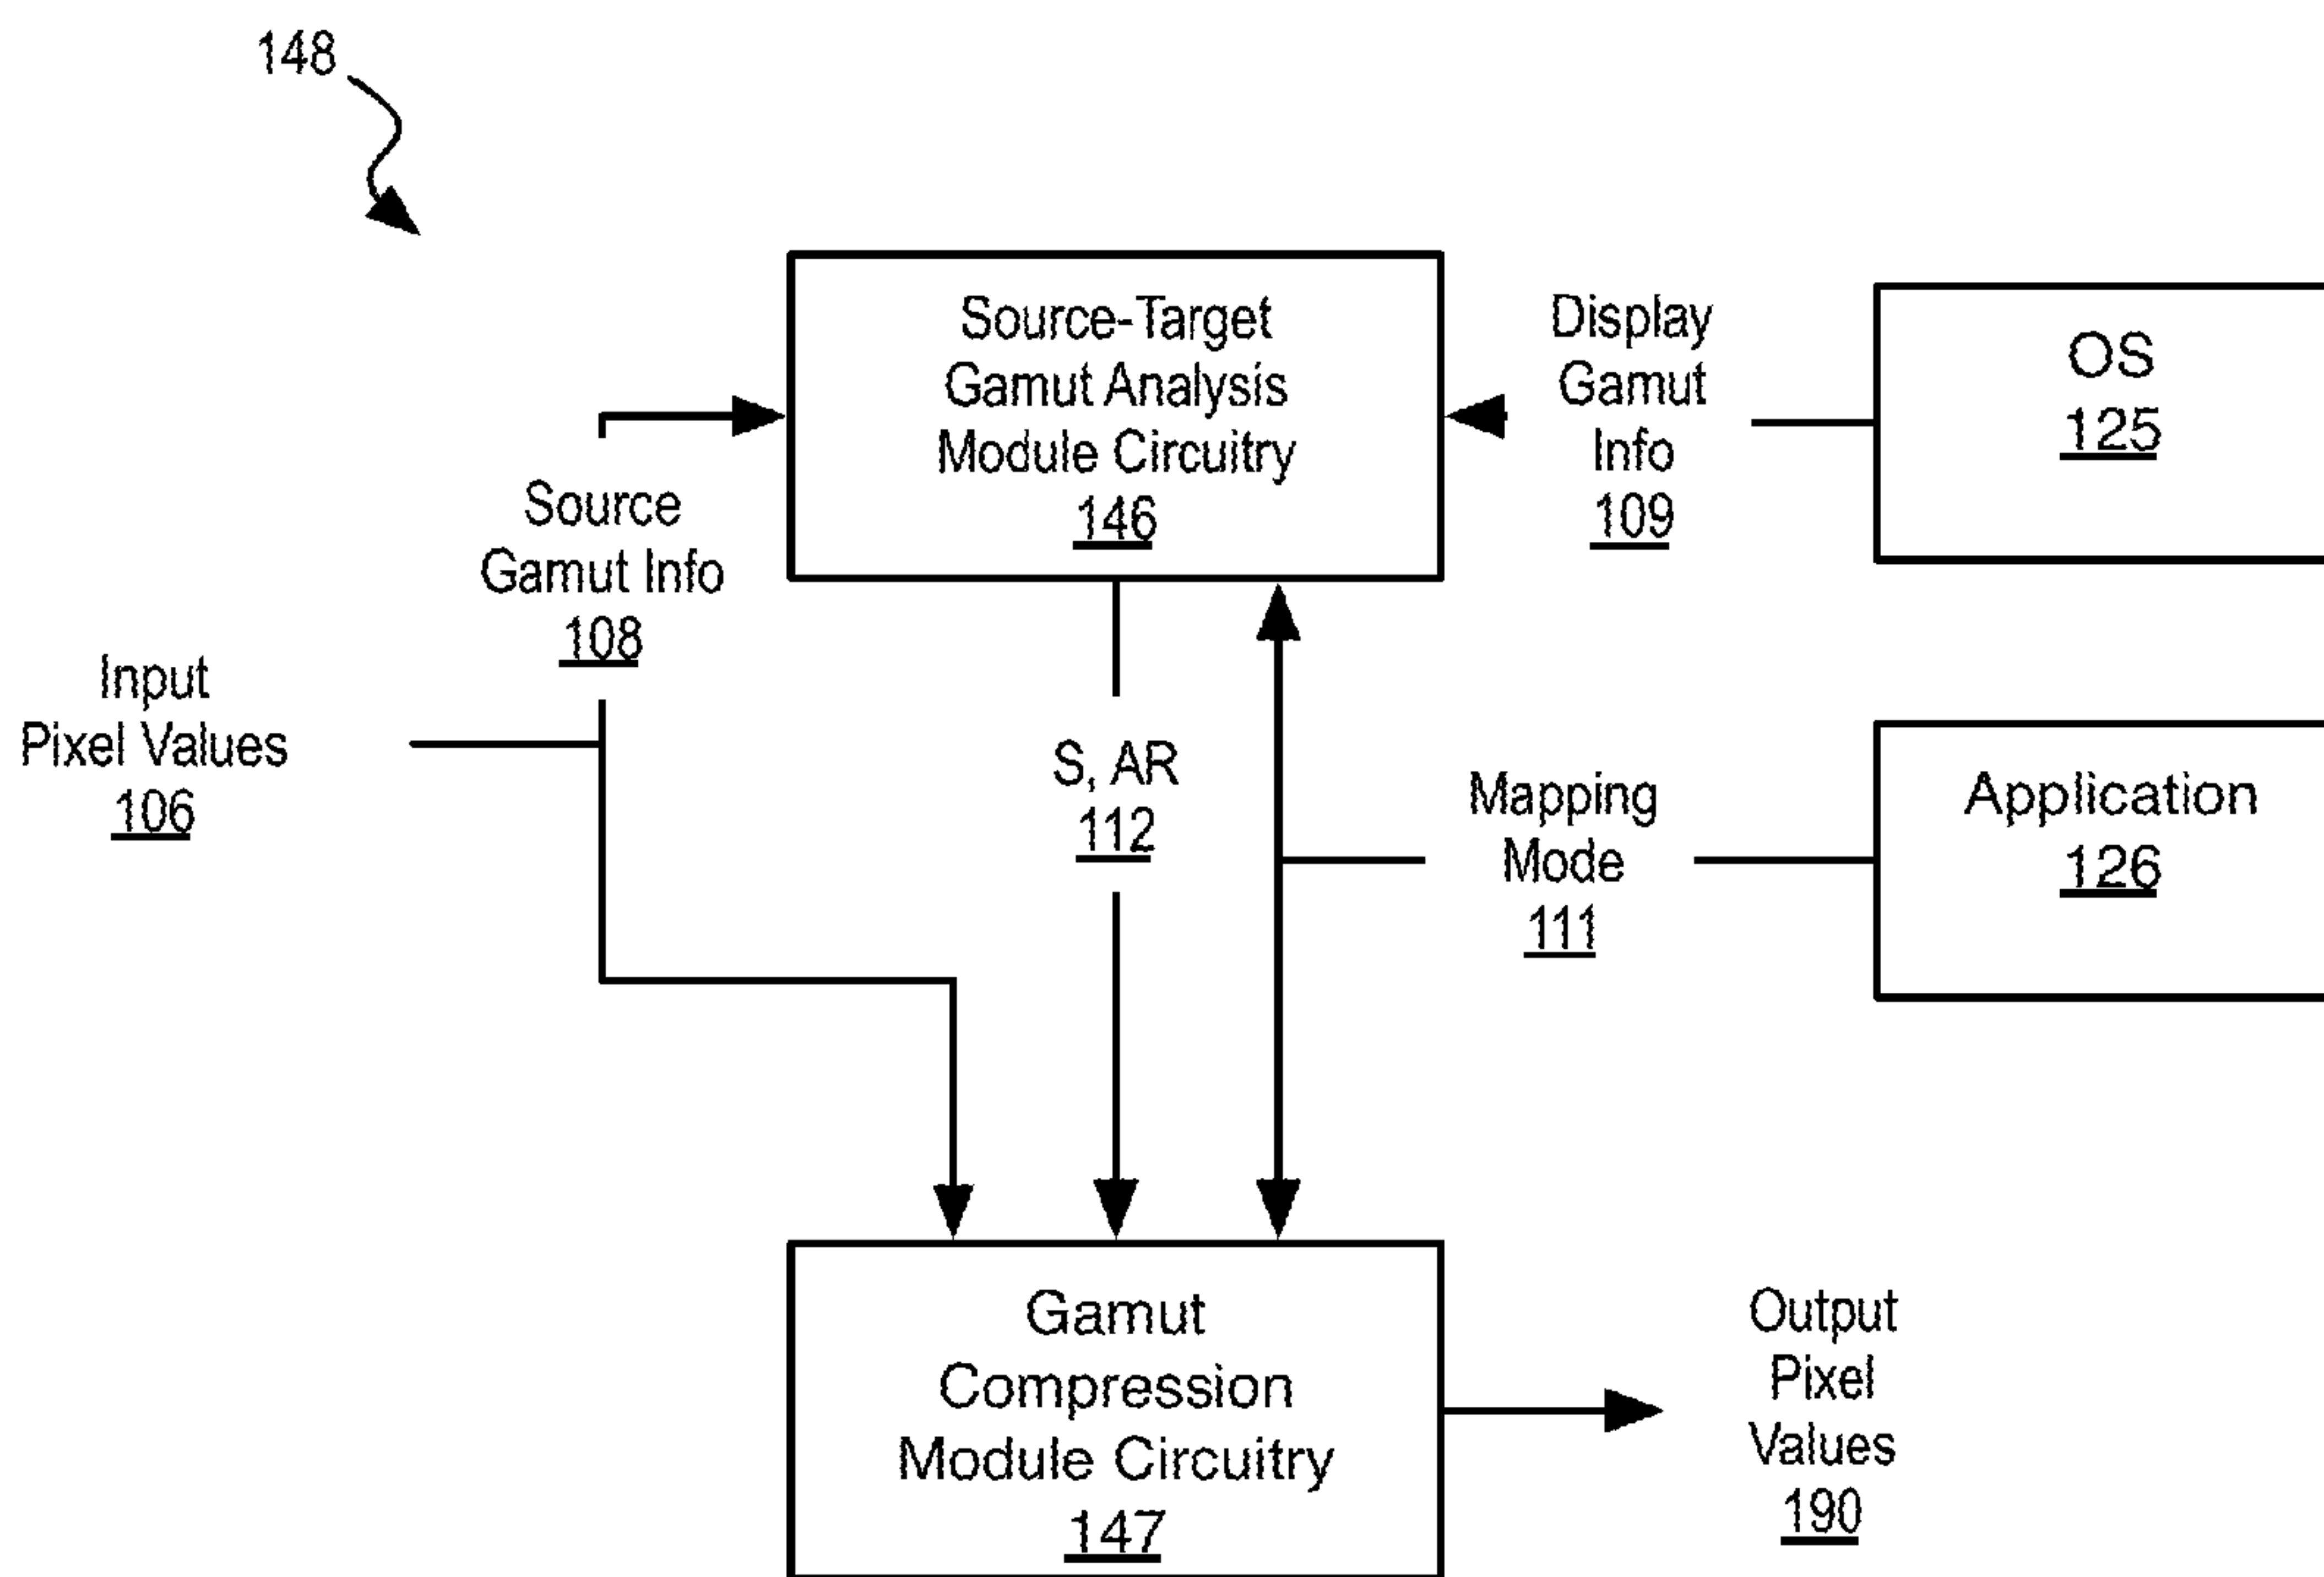 148
Source-Target
Gamut Analysis
Module Circuitry
146
Display
Gamut
Info
109
OS
125
Source
Gamut Info
108
Input
Pixel Values
106
S, AR
112
Mapping
Mode
111
Application
126
Gamut
Compression
Module Circuitry
147
Output
Pixel
Values
190